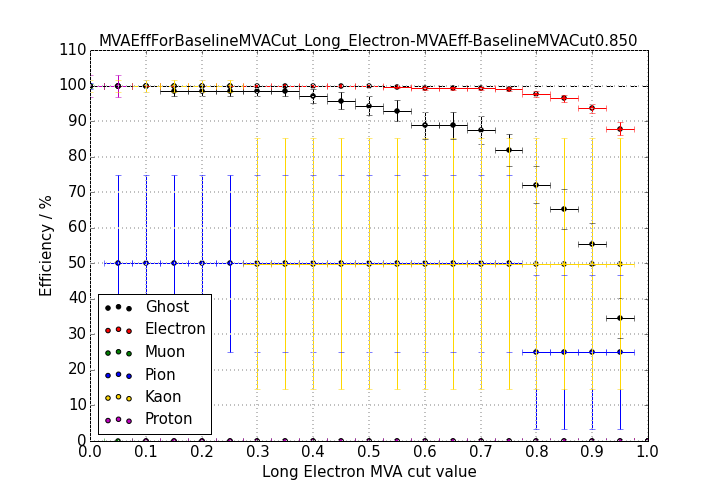 MVAEffForBaselineMVACut_Long_Electron-MVAEff-BaselineMVACut0.850
110
100
90
80
70
60
50
40
30
20
10
0
Efficiency / %
Ghost
Electron
Muon
Pion
Kaon
Proton
0.0 0.1 0.2 0.3 0.4 0.5 0.6 0.7 0.8 0.9 1.0
Long Electron MVA cut value